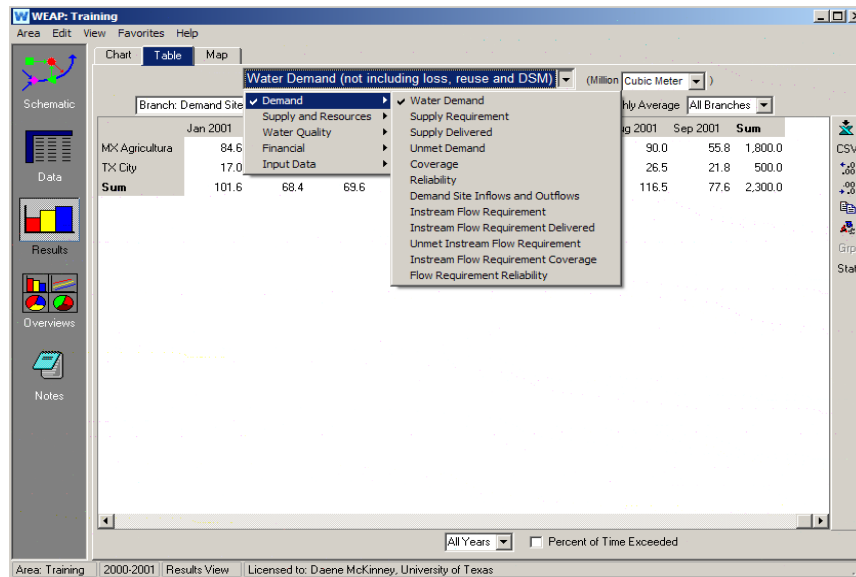 WEAP: Training
Area Edit View Favorites Help
Chart Table Map
Water Demand (not including loss, reuse and DSM) (Million Cubic Meter )
Branch: Demand Site Average All Branches
Demand
Supply and Resources
Water Quality
Financial
Input Data
Water Demand
Supply Requirement
Supply Delivered
Unmet Demand
Coverage
Reliability
Demand Site Inflows and Outflows
Instream Flow Requirement
Instream Flow Requirement Delivered
Unmet Instream Flow Requirement
Instream Flow Requirement Coverage
Flow Requirement Reliability
Jan 2001 2001 Sep 2001 Sum
MX Agricultura 84.6 90.0 55.8 1,800.0
TX City 17.0 26.5 21.8 500.0
Sum 101.6 68.4 69.6 116.5 77.6 2,300.0
Schematic
Data
Results
Overviews
Notes
CSV
Grp
Stat
All Years Percent of Time Exceeded
Area: Training 2000-2001 Results View Licensed to: Daene McKinney, University of Texas